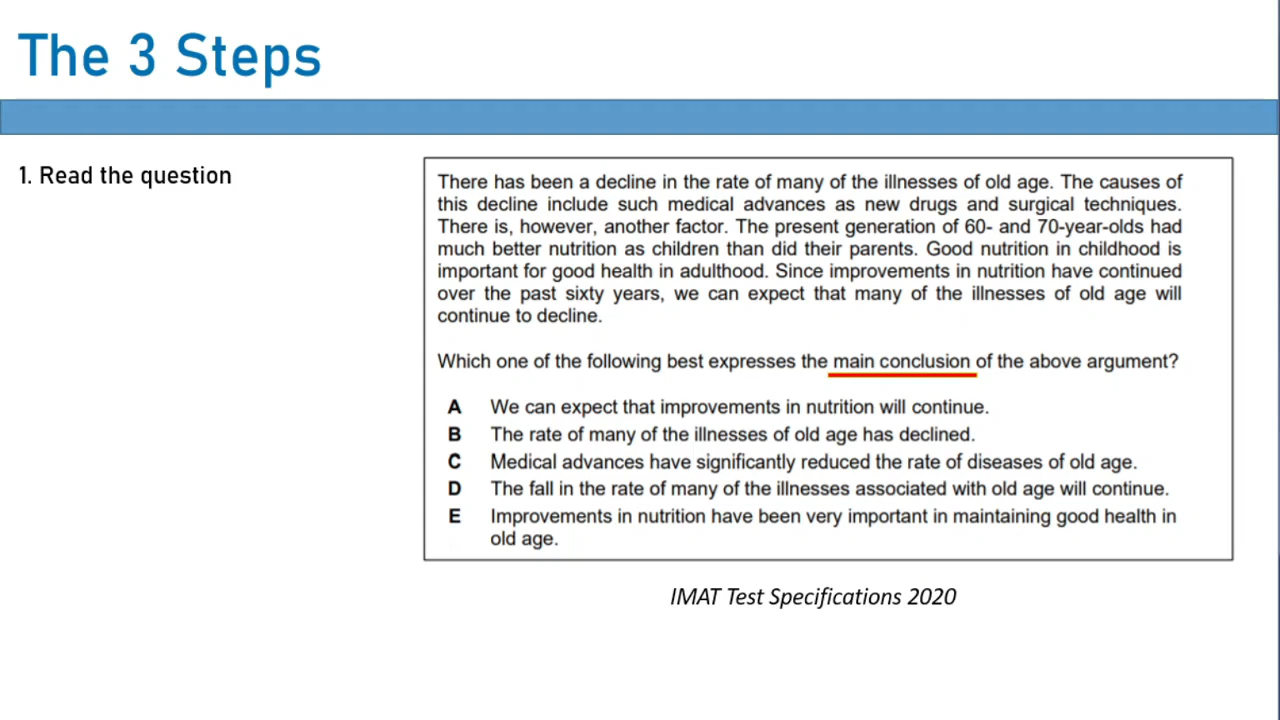 The 3 Steps
1. Read the question
There has been a decline in the rate of many of the illnesses of old age. The causes of
this decline include such medical advances as new drugs and surgical techniques.
There is, however, another factor. The present generation of 60- and 70-year-olds had
much better nutrition as children than did their parents. Good nutrition in childhood is
important for good health in adulthood. Since improvements in nutrition have continued
over the past sixty years, we can expect that many of the illnesses of old age will
continue to decline.
Which one of the following best expresses the main conclusion of the above argument?
A We can expect that improvements in nutrition will continue.
B The rate of many of the illnesses of old age has declined.
C Medical advances have significantly reduced the rate of diseases of old age.
D The fall in the rate of many of the illnesses associated with old age will continue.
E Improvements in nutrition have been very important in maintaining good health in
old age.
IMAT Test Specifications 2020